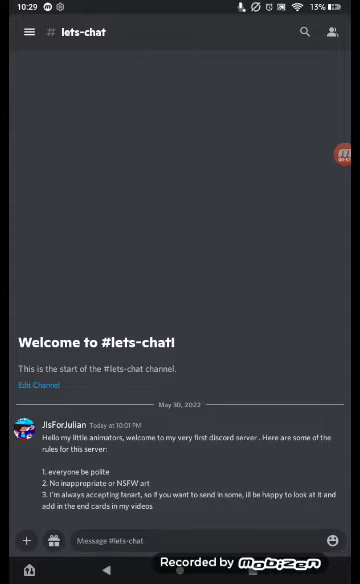 10:29
13%
# lets-chat
Welcome to #lets-chat!
This is the start of the #lets-chat channel.
Edit Channel
May 30, 2022
JIsForJulian Today at 10:01 PM
Hello my little animators, welcome to my very first discord server . Here are some of the
rules for this server:
1. everyone be polite
2. No inappropriate or NSFW art
3. I'm always accepting fanart, so if you want to send in some, ill be happy to look at it and
add in the end cards in my videos
Message #lets-chat
Recorded by Mobizen